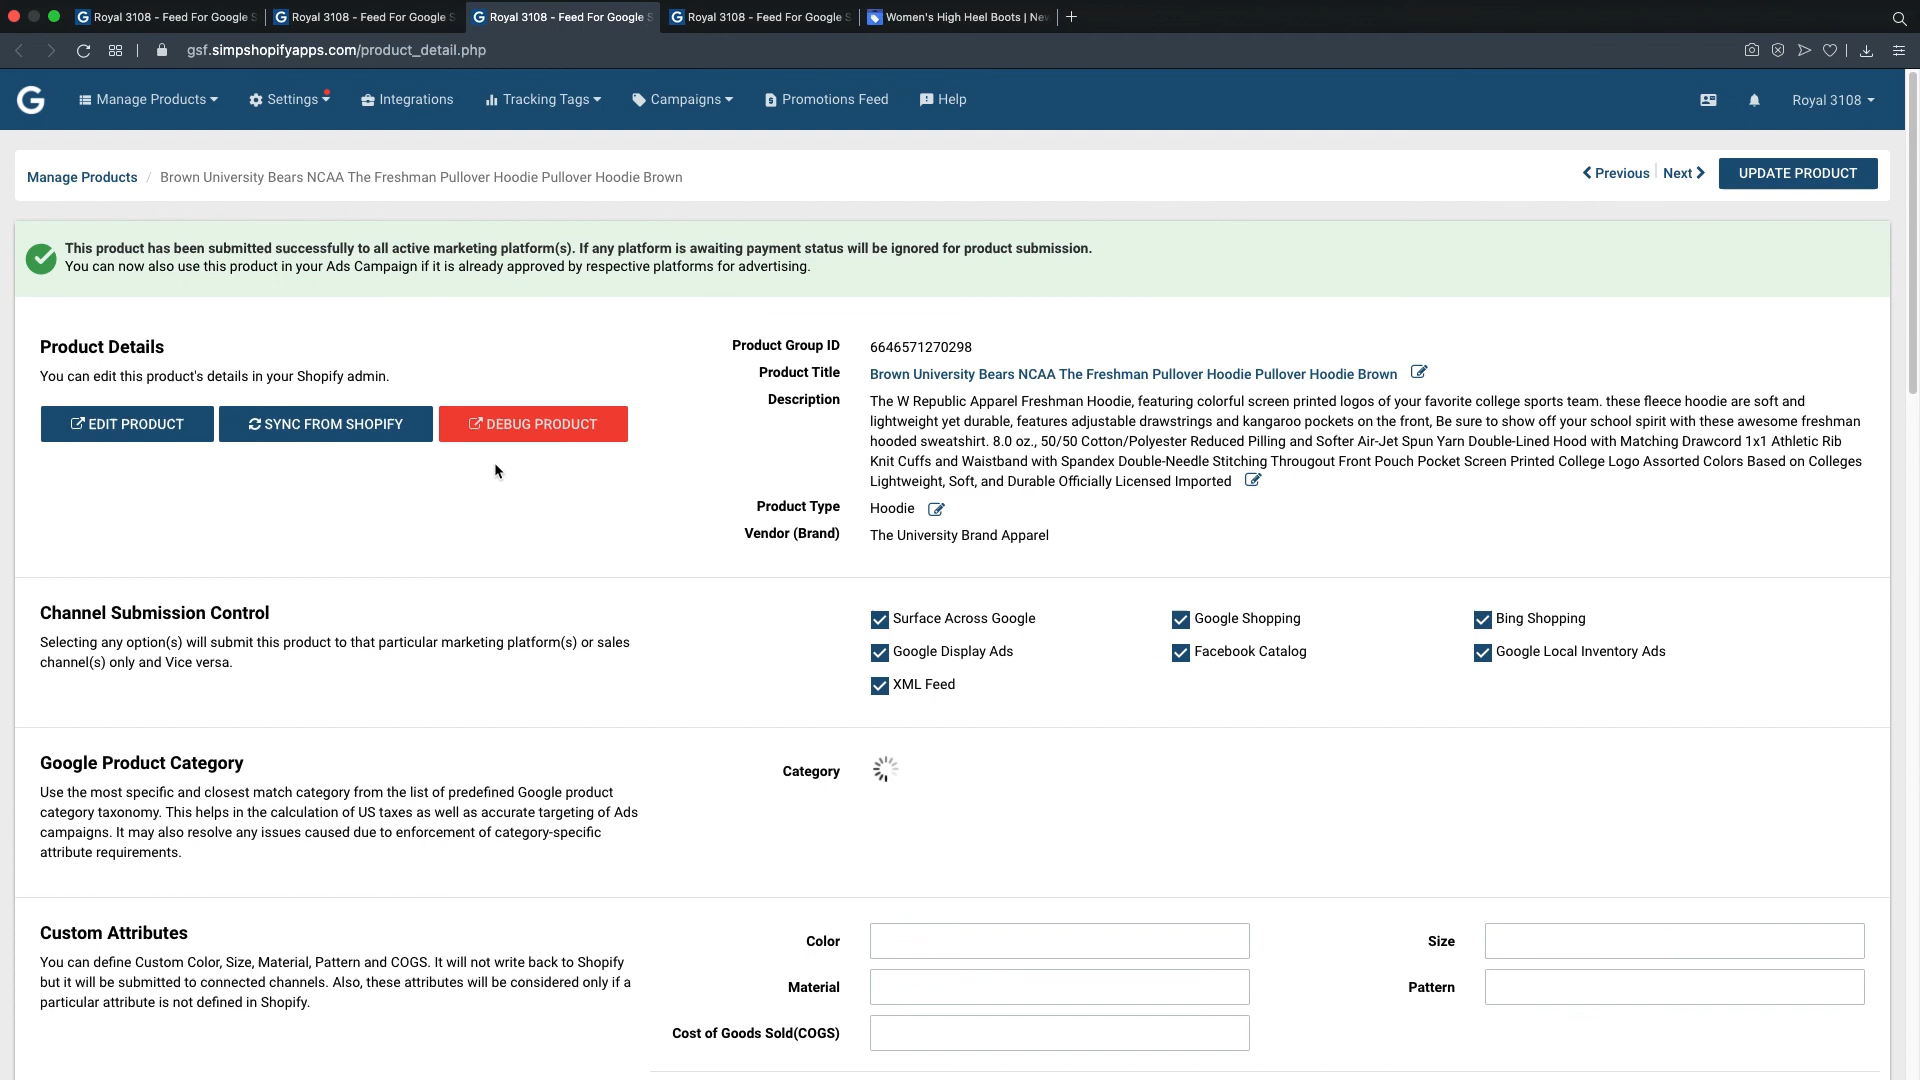 Royal 3108 - Feed For Google S
Royal 3108 - Feed For Google S
Royal 3108 - Feed For Google S
Royal 3108 - Feed For Google S
Women's High Heel Boots | Nev
gsf.simpshopifyapps.com/product_detail.php
Manage Products
Settings
Integrations
Tracking Tags
Campaigns
Promotions Feed
Help
Royal 3108
Manage Products / Brown University Bears NCAA The Freshman Pullover Hoodie Pullover Hoodie Brown
Previous
Next
UPDATE PRODUCT
This product has been submitted successfully to all active marketing platform(s). If any platform is awaiting payment status will be ignored for product submission.
You can now also use this product in your Ads Campaign if it is already approved by respective platforms for advertising.
Product Details
You can edit this product's details in your Shopify admin.
EDIT PRODUCT
SYNC FROM SHOPIFY
DEBUG PRODUCT
Product Group ID
6646571270298
Product Title
Brown University Bears NCAA The Freshman Pullover Hoodie Pullover Hoodie Brown
Description
The W Republic Apparel Freshman Hoodie, featuring colorful screen printed logos of your favorite college sports team. these fleece hoodie are soft and
lightweight yet durable, features adjustable drawstrings and kangaroo pockets on the front, Be sure to show off your school spirit with these awesome freshman
hooded sweatshirt. 8.0 oz., 50/50 Cotton/Polyester Reduced Pilling and Softer Air-Jet Spun Yarn Double-Lined Hood with Matching Drawcord 1x1 Athletic Rib
Knit Cuffs and Waistband with Spandex Double-Needle Stitching Througout Front Pouch Pocket Screen Printed College Logo Assorted Colors Based on Colleges
Lightweight, Soft, and Durable Officially Licensed Imported
Product Type
Hoodie
Vendor (Brand)
The University Brand Apparel
Channel Submission Control
Selecting any option(s) will submit this product to that particular marketing platform(s) or sales
channel(s) only and Vice versa.
Surface Across Google
Google Shopping
Bing Shopping
Google Display Ads
Facebook Catalog
Google Local Inventory Ads
XML Feed
Google Product Category
Use the most specific and closest match category from the list of predefined Google product
category taxonomy. This helps in the calculation of US taxes as well as accurate targeting of Ads
campaigns. It may also resolve any issues caused due to enforcement of category-specific
attribute requirements.
Category
Custom Attributes
You can define Custom Color, Size, Material, Pattern and COGS. It will not write back to Shopify
but it will be submitted to connected channels. Also, these attributes will be considered only if a
particular attribute is not defined in Shopify.
Color
Size
Material
Pattern
Cost of Goods Sold(COGS)